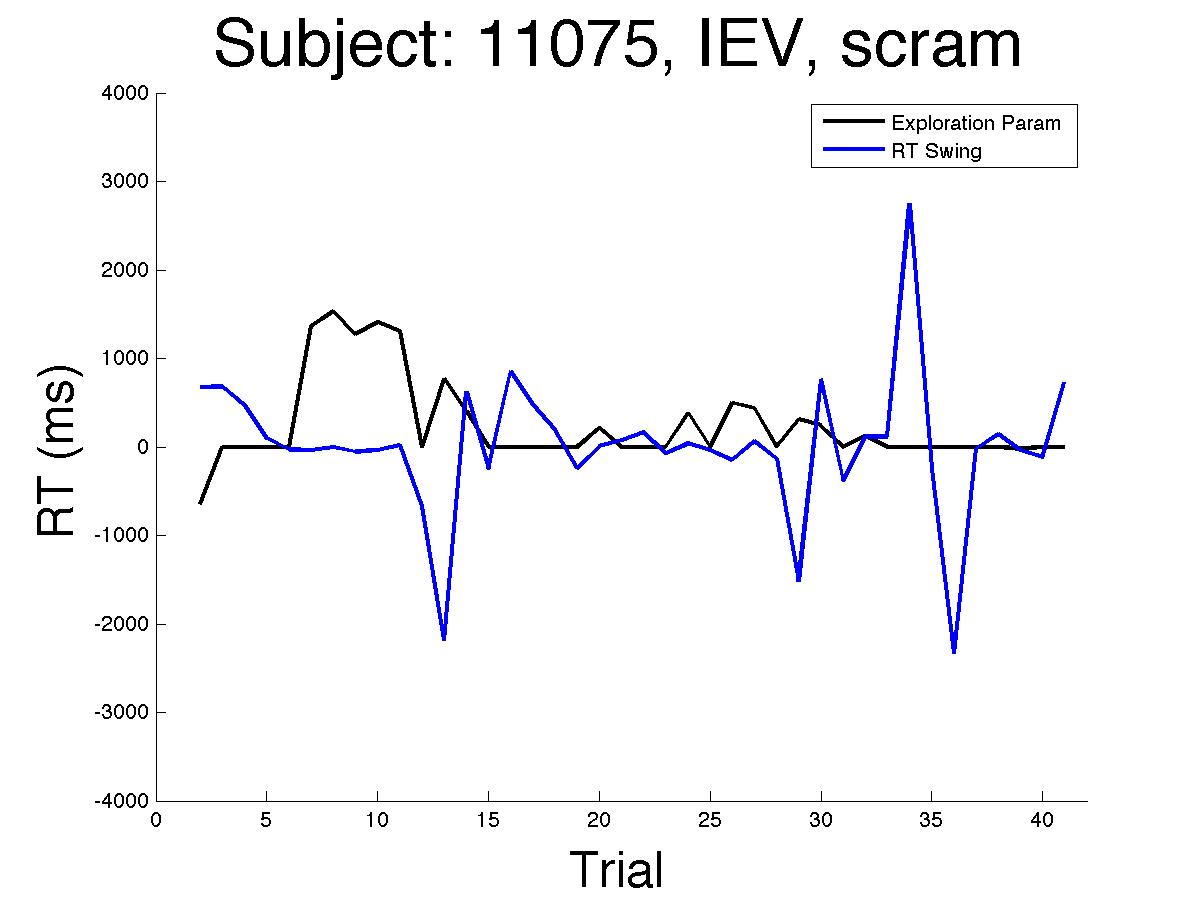 Subject: 11075, IEV, scram
Exploration Param
RT Swing
RT (ms)
4000
3000
2000
1000
0
-1000
-2000
-3000
-4000
0 5 10 15 20 25 30 35 40
Trial